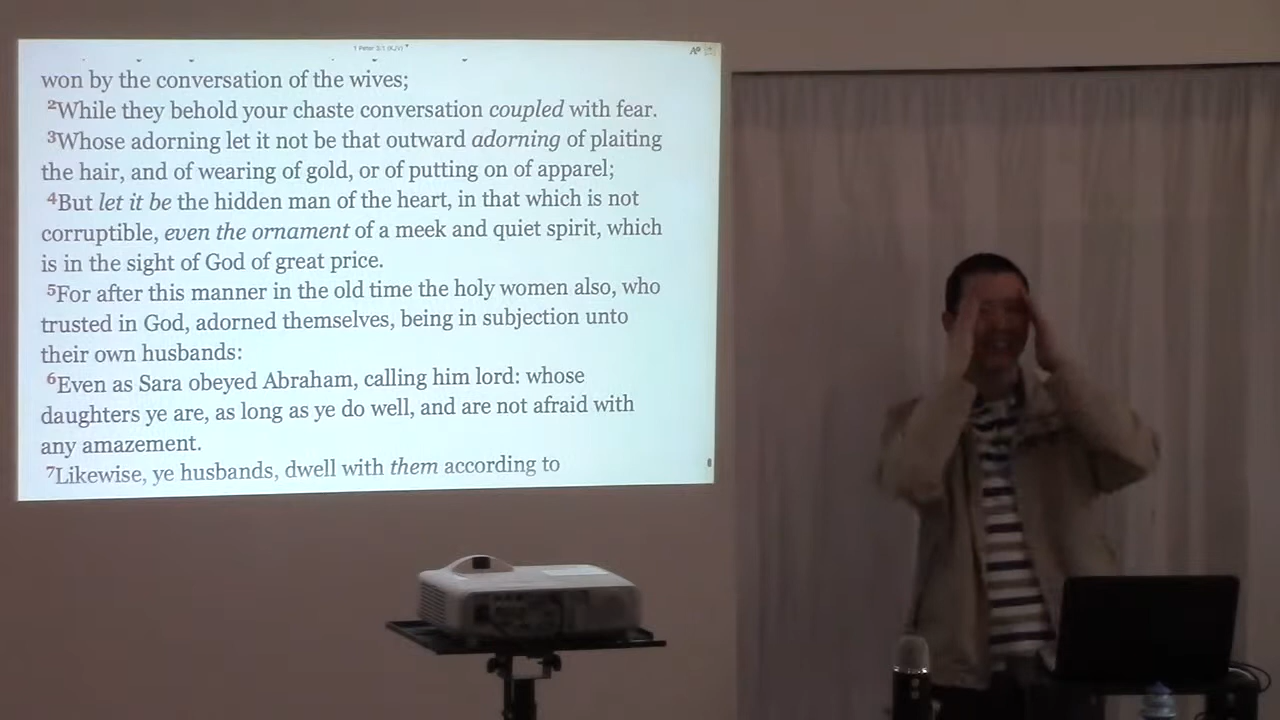 1 Peter 3:1 (KJV)
won by the conversation of the wives;
²While they behold your chaste conversation coupled with fear.
³Whose adorning let it not be that outward adorning of plaiting
the hair, and of wearing of gold, or of putting on of apparel;
⁴But let it be the hidden man of the heart, in that which is not
corruptible, even the ornament of a meek and quiet spirit, which
is in the sight of God of great price.
⁵For after this manner in the old time the holy women also, who
trusted in God, adorned themselves, being in subjection unto
their own husbands:
⁶Even as Sara obeyed Abraham, calling him lord: whose
daughters ye are, as long as ye do well, and are not afraid with
any amazement.
⁷Likewise, ye husbands, dwell with them according to